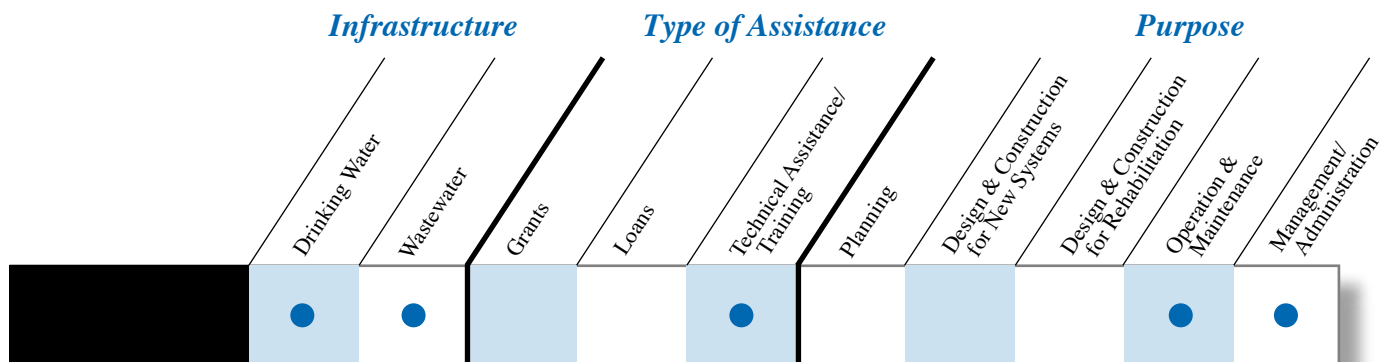 Infrastructure
Type of Assistance
Purpose
Drinking Water
Wastewater
Grants
Loans
Technical Assistance/
Training
Planning
Design & Construction
for New Systems
Design & Construction
for Rehabilitation
Operation &
Maintenance
Management/
Administration